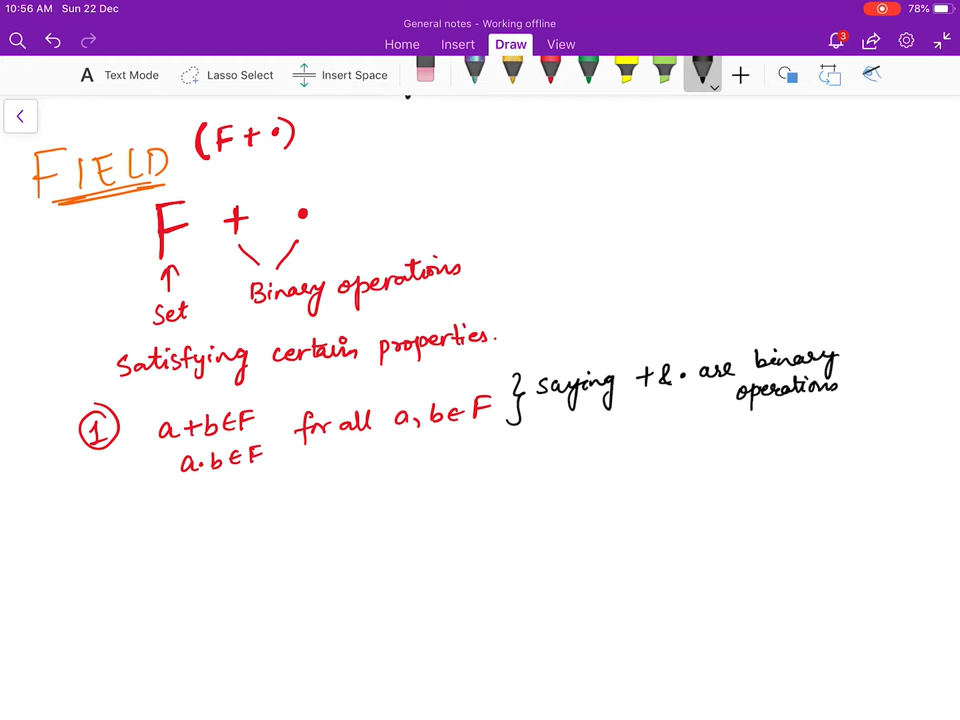 10:56 AM Sun 22 Dec
78%
General notes - Working offline
Home Insert Draw View
3
A Text Mode Lasso Select Insert Space
FIELD (F + •)
F + •
Set
Binary operations
Satisfying certain properties.
① a+b∈F for all a, b∈F } saying + & • are binary operations
a•b∈F